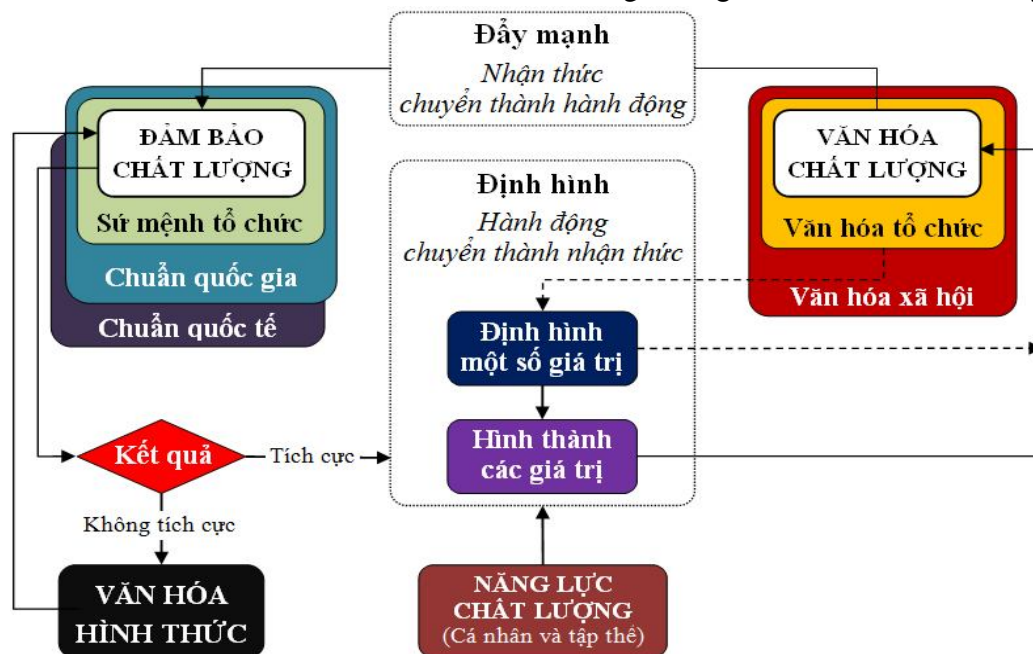 Đẩy mạnh
Nhận thức
chuyển thành hành động
ĐẢM BẢO
CHẤT LƯỢNG
Sứ mệnh tổ chức
Chuẩn quốc gia
Chuẩn quốc tế
VĂN HÓA
CHẤT LƯỢNG
Văn hóa tổ chức
Văn hóa xã hội
Định hình
Hành động
chuyển thành nhận thức
Định hình
một số giá trị
Hình thành
các giá trị
Kết quả
Tích cực
Không tích cực
VĂN HÓA
HÌNH THỨC
NĂNG LỰC
CHẤT LƯỢNG
(Cá nhân và tập thể)